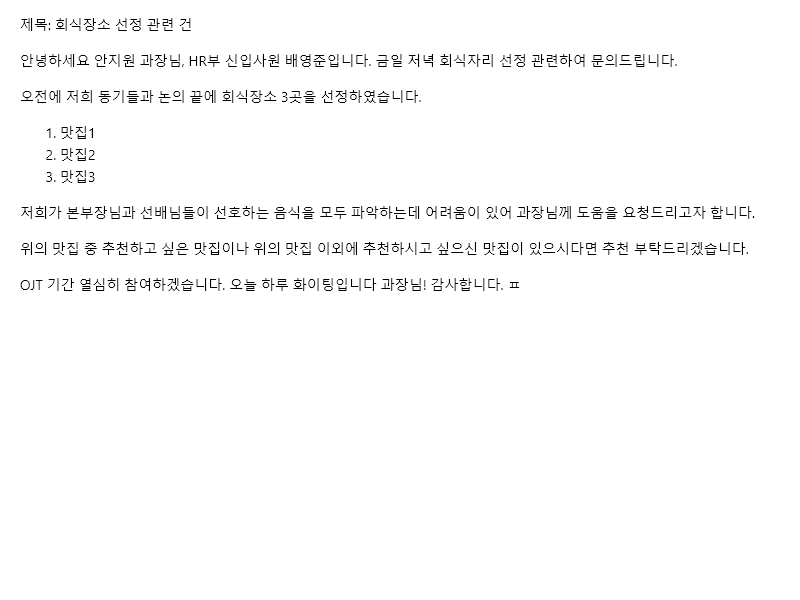 제목: 회식장소 선정 관련 건
안녕하세요 안지원 과장님, HR부 신입사원 배영준입니다. 금일 저녁 회식자리 선정 관련하여 문의드립니다.
오전에 저희 동기들과 논의 끝에 회식장소 3곳을 선정하였습니다.
1. 맛집1
2. 맛집2
3. 맛집3
저희가 본부장님과 선배님들이 선호하는 음식을 모두 파악하는데 어려움이 있어 과장님께 도움을 요청드리고자 합니다.
위의 맛집 중 추천하고 싶은 맛집이나 위의 맛집 이외에 추천하시고 싶으신 맛집이 있으시다면 추천 부탁드리겠습니다.
OJT 기간 열심히 참여하겠습니다. 오늘 하루 화이팅입니다 과장님! 감사합니다. ㅍ